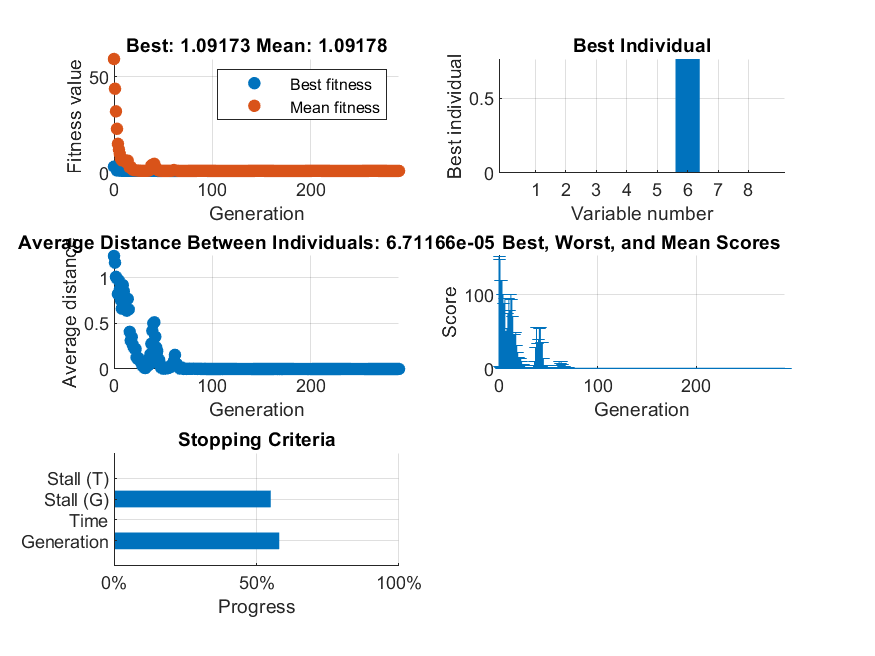 Best: 1.09173 Mean: 1.09178
Fitness value
50
0
Best fitness
Mean fitness
0 100 200
Generation
Best Individual
Best individual
0.5
0
1 2 3 4 5 6 7 8
Variable number
Average Distance Between Individuals: 6.71166e-05
Average distance
1
0.5
0
0 100 200
Generation
Best, Worst, and Mean Scores
Score
100
0
0 100 200
Generation
Stopping Criteria
Stall (T)
Stall (G)
Time
Generation
0% 50% 100%
Progress